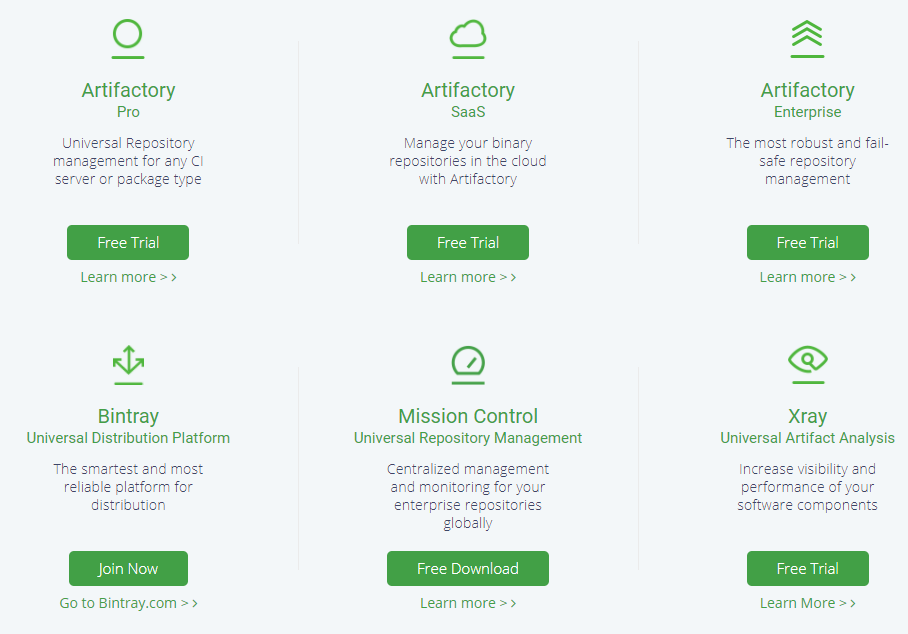 Artifactory
Pro
Universal Repository
management for any CI
server or package type
Free Trial
Learn more > >
Artifactory
SaaS
Manage your binary
repositories in the cloud
with Artifactory
Free Trial
Learn more > >
Artifactory
Enterprise
The most robust and fail-
safe repository
management
Free Trial
Learn more > >
Bintray
Universal Distribution Platform
The smartest and most
reliable platform for
distribution
Join Now
Go to Bintray.com > >
Mission Control
Universal Repository Management
Centralized management
and monitoring for your
enterprise repositories
globally
Free Download
Learn more > >
Xray
Universal Artifact Analysis
Increase visibility and
performance of your
software components
Free Trial
Learn More > >